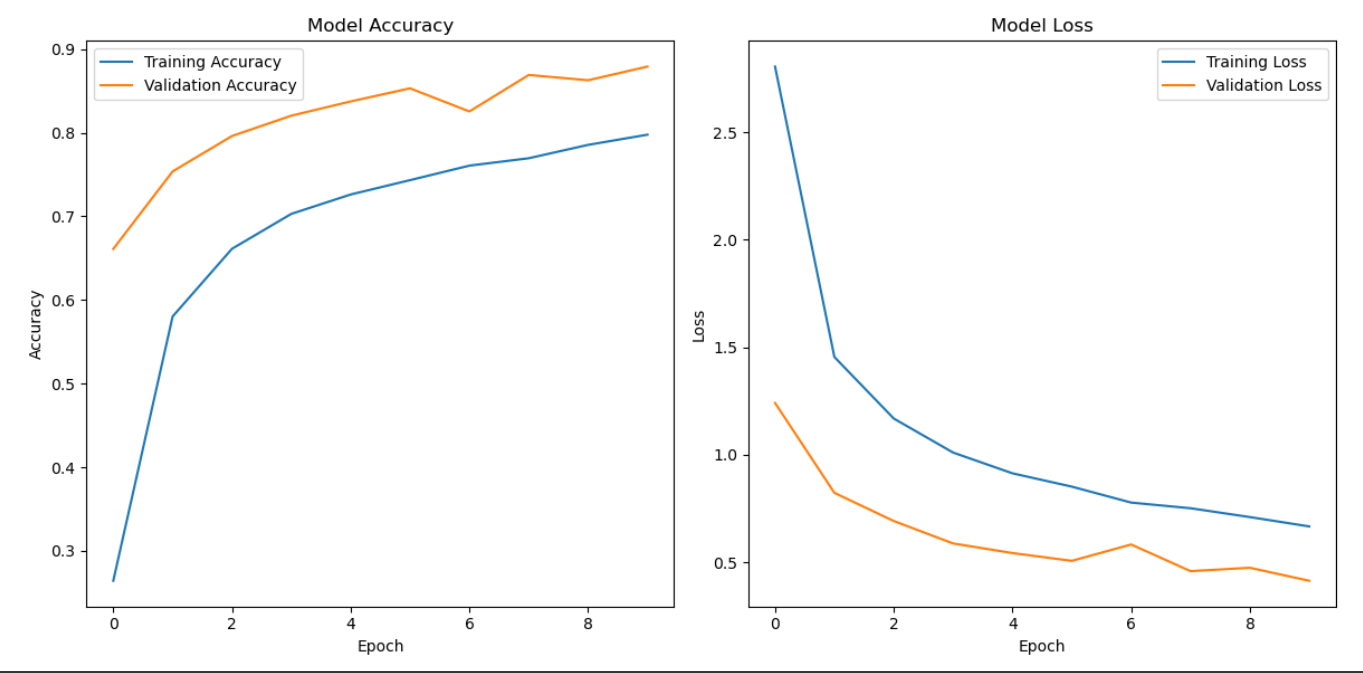 Model Accuracy
Training Accuracy
Validation Accuracy
0.9
0.8
0.7
0.6
0.5
0.4
0.3
Accuracy
0 2 4 6 8
Epoch
Model Loss
Training Loss
Validation Loss
2.5
2.0
1.5
1.0
0.5
Loss
0 2 4 6 8
Epoch